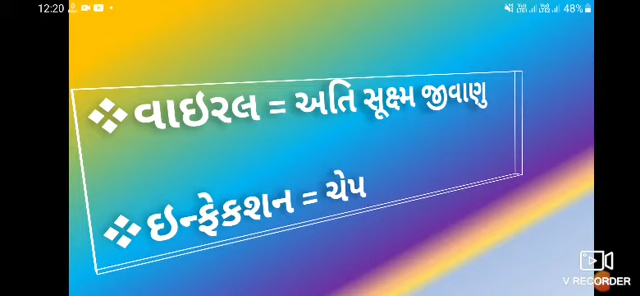 12:20
48%
❖ વાઇરલ = અતિ સૂક્ષ્મ જીવાણુ
❖ ઇન્ફેકશન = ચેપ
V RECORDER